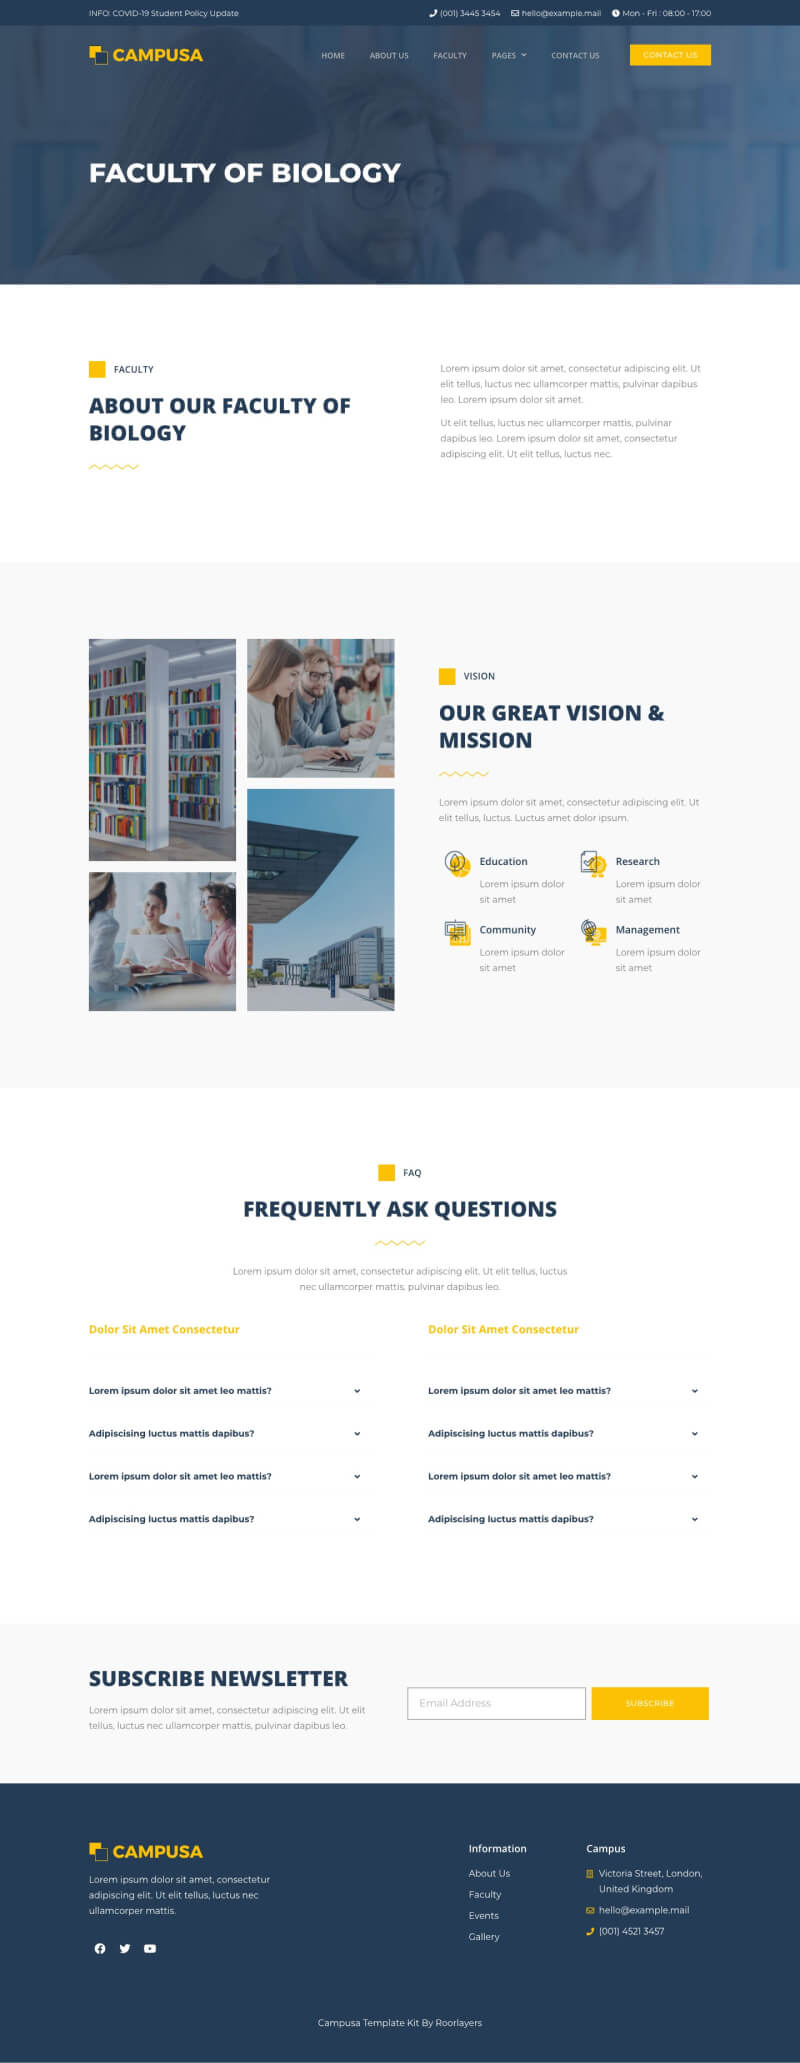 INFO: COVID-19 Student Policy Update
(001) 3445 3454
hello@example.mail
Mon - Fri : 08:00 - 17:00
CAMPUSA
HOME
ABOUT US
FACULTY
PAGES
CONTACT US
CONTACT US
FACULTY OF BIOLOGY
FACULTY
ABOUT OUR FACULTY OF
BIOLOGY
Lorem ipsum dolor sit amet, consectetur adipiscing elit. Ut
elit tellus, luctus nec ullamcorper mattis, pulvinar dapibus
leo. Lorem ipsum dolor sit amet.
Ut elit tellus, luctus nec ullamcorper mattis, pulvinar
dapibus leo. Lorem ipsum dolor sit amet, consectetur
adipiscing elit. Ut elit tellus, luctus nec.
VISION
OUR GREAT VISION &
MISSION
Lorem ipsum dolor sit amet, consectetur adipiscing elit. Ut
elit tellus, luctus. Luctus amet dolor ipsum.
Education
Lorem ipsum dolor
sit amet
Research
Lorem ipsum dolor
sit amet
Community
Lorem ipsum dolor
sit amet
Management
Lorem ipsum dolor
sit amet
FAQ
FREQUENTLY ASK QUESTIONS
Lorem ipsum dolor sit amet, consectetur adipiscing elit. Ut elit tellus, luctus
nec ullamcorper mattis, pulvinar dapibus leo.
Dolor Sit Amet Consectetur
Lorem ipsum dolor sit amet leo mattis?
Adipiscising luctus mattis dapibus?
Lorem ipsum dolor sit amet leo mattis?
Adipiscising luctus mattis dapibus?
Dolor Sit Amet Consectetur
Lorem ipsum dolor sit amet leo mattis?
Adipiscising luctus mattis dapibus?
Lorem ipsum dolor sit amet leo mattis?
Adipiscising luctus mattis dapibus?
SUBSCRIBE NEWSLETTER
Lorem ipsum dolor sit amet, consectetur adipiscing elit. Ut elit
tellus, luctus nec ullamcorper mattis, pulvinar dapibus leo.
Email Address
SUBSCRIBE
CAMPUSA
Lorem ipsum dolor sit amet, consectetur
adipiscing elit. Ut elit tellus, luctus nec
ullamcorper mattis.
Information
About Us
Faculty
Events
Gallery
Campus
Victoria Street, London,
United Kingdom
hello@example.mail
(001) 4521 3457
Campusa Template Kit By Roorlayers